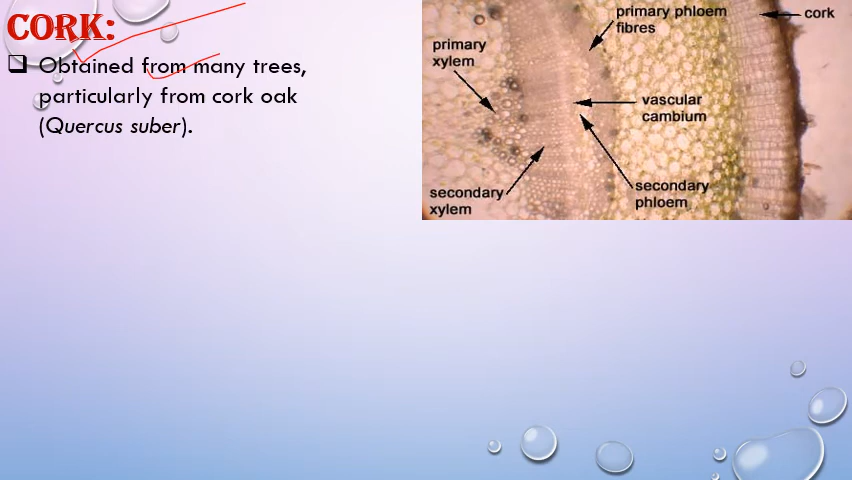 CORK:
❑ Obtained from many trees,
particularly from cork oak
(Quercus suber).
primary phloem
fibres
cork
primary
xylem
vascular
cambium
secondary
xylem
secondary
phloem